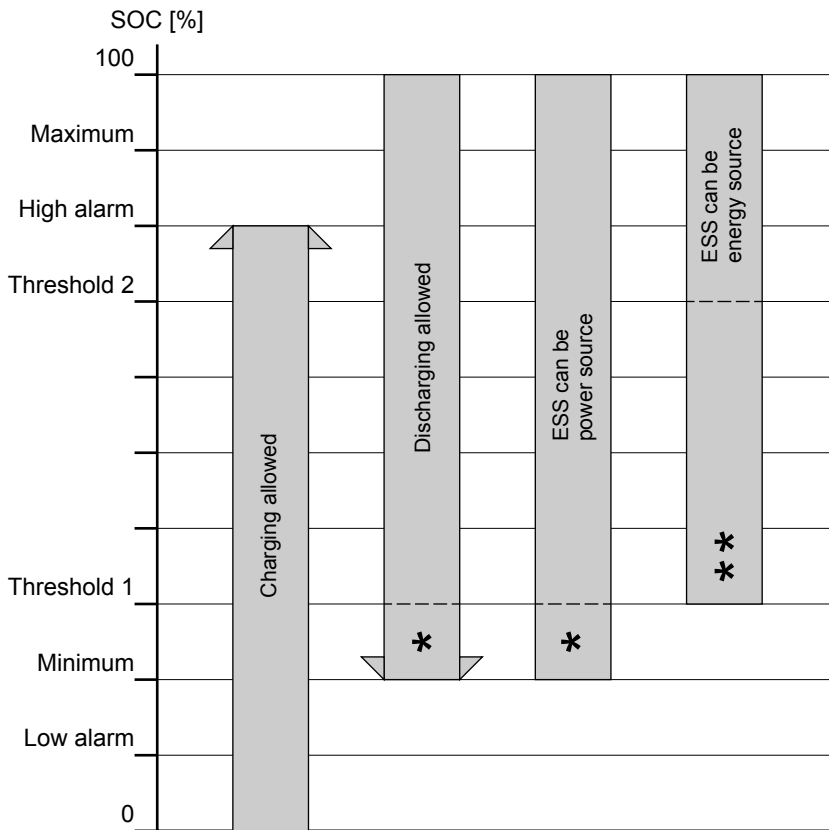 SOC [%]
100
Maximum
High alarm
Threshold 2
Threshold 1
Minimum
Low alarm
0
Charging allowed
Discharging allowed
*
ESS can be
power source
*
ESS can be
energy source
**